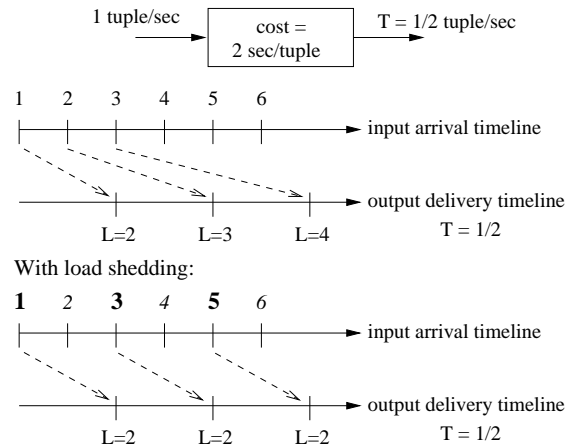 1 tuple/sec
cost =
2 sec/tuple
T = 1/2 tuple/sec
1 2 3 4 5 6
input arrival timeline
output delivery timeline
L=2 L=3 L=4
T = 1/2
With load shedding:
1 2 3 4 5 6
input arrival timeline
output delivery timeline
L=2 L=2 L=2
T = 1/2